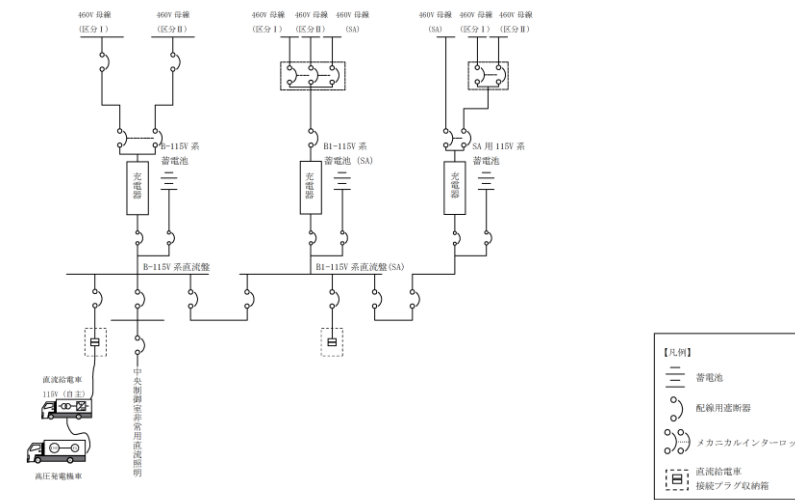 460V 母線
(区分Ⅰ)
460V 母線
(区分Ⅱ)
460V 母線
(区分Ⅰ)
460V 母線
(区分Ⅱ)
460V 母線
(SA)
460V 母線
(SA)
460V 母線
(区分Ⅰ)
460V 母線
(区分Ⅱ)
B-115V 系
蓄電池
充電器
B1-115V 系
蓄電池 (SA)
充電器
SA 用 115V 系
蓄電池
充電器
B-115V 系直流盤
B1-115V 系直流盤(SA)
中央制御室非常用直流照明
直流給電車
115V (自主)
高圧発電機車
【凡例】
蓄電池
配線用遮断器
メカニカルインターロッ
直流給電車
接続プラグ収納箱